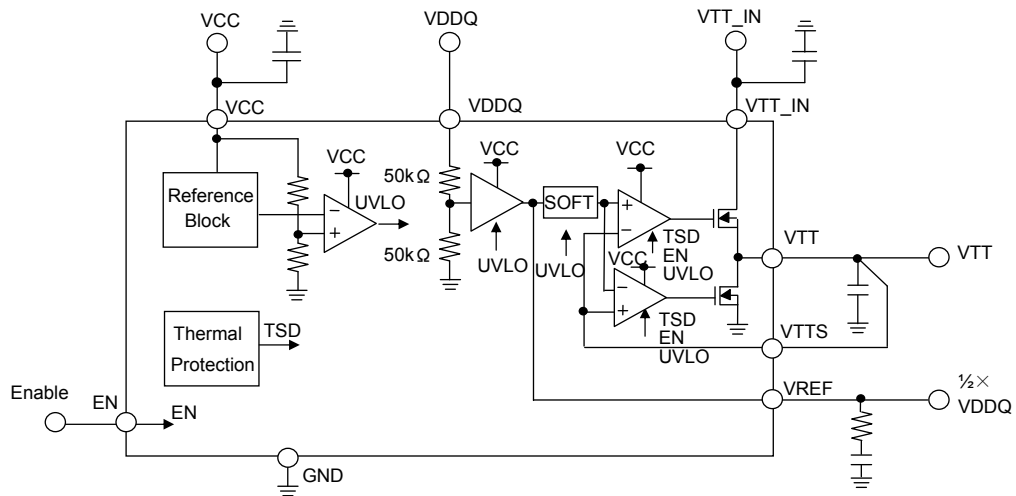 VCC
VDDQ
VTT_IN
VCC
VDDQ
VTT_IN
VCC
VCC
VCC
Reference
Block
UVLO
50kΩ
50kΩ
SOFT
UVLO
UVLO
TSD
EN
UVLO
VCC
TSD
EN
UVLO
VTT
VTT
Thermal
Protection
TSD
VTTS
Enable
EN
EN
VREF
½×
VDDQ
GND